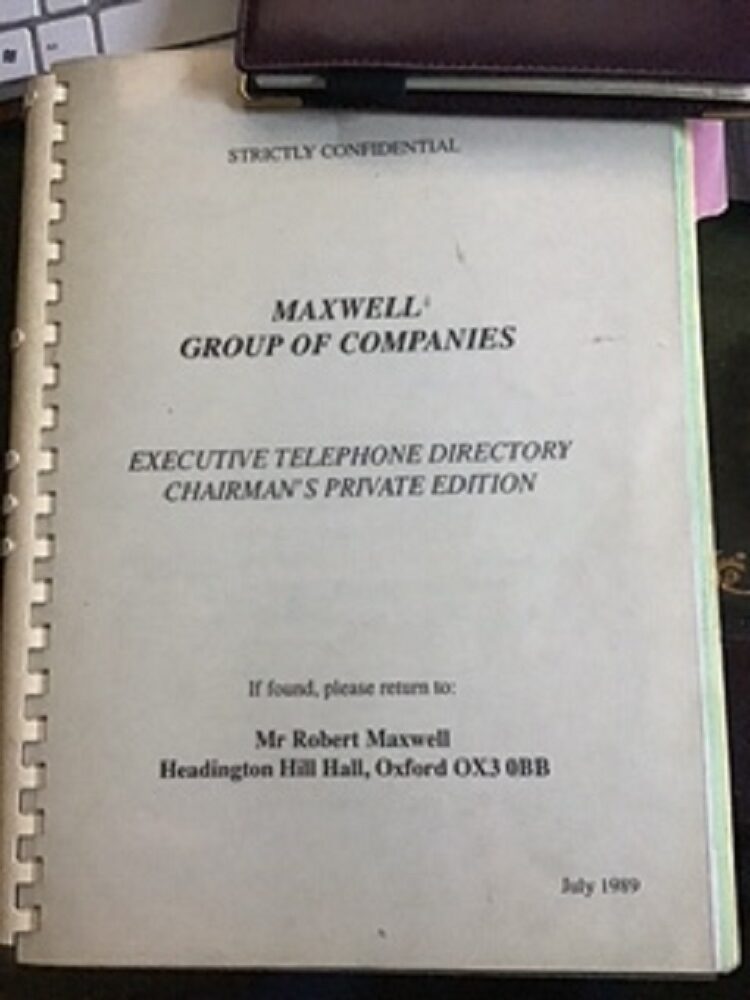 STRICTLY CONFIDENTIAL
MAXWELL
GROUP OF COMPANIES
EXECUTIVE TELEPHONE DIRECTORY
CHAIRMAN'S PRIVATE EDITION
If found, please return to:
Mr Robert Maxwell
Headington Hill Hall, Oxford OX3 0BB
July 1989